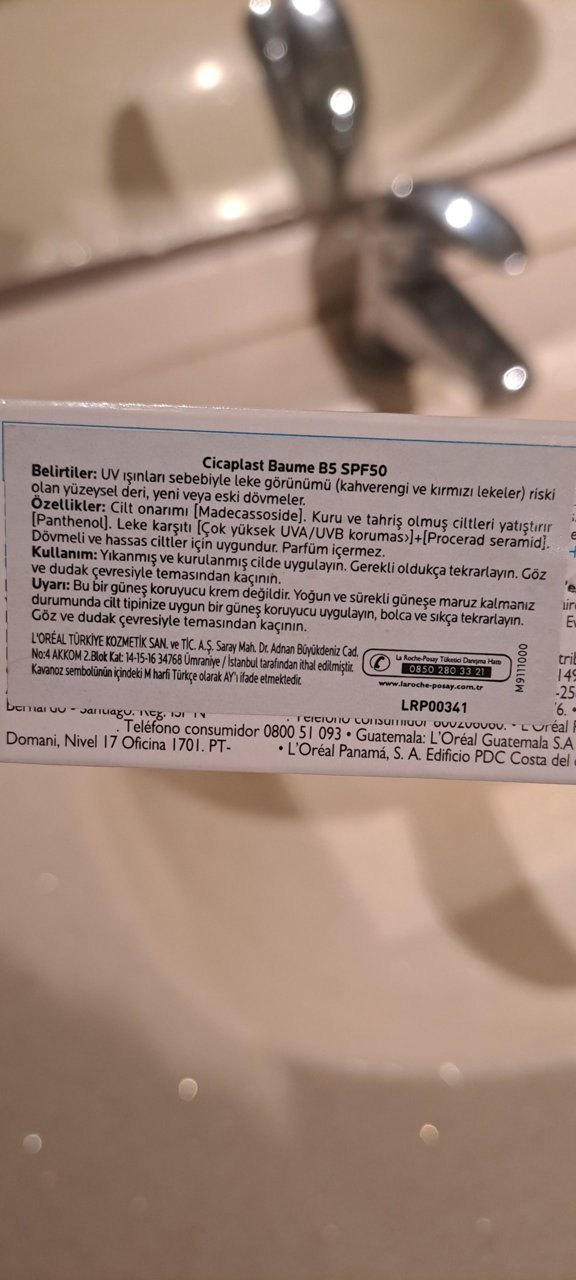 Cicaplast Baume B5 SPF50
Belirtiler: UV ışınları sebebiyle leke görünümü (kahverengi ve kırmızı lekeler) riski
olan yüzeysel deri, yeni veya eski dövmeler.
Özellikler: Cilt onarımı [Madecassoside]. Kuru ve tahriş olmuş ciltleri yatıştırır
[Panthenol]. Leke karşıtı [Çok yüksek UVA/UVB koruması]+[Procerad seramid].
Dövmeli ve hassas ciltler için uygundur. Parfüm içermez.
Kullanım: Yıkanmış ve kurulanmış cilde uygulayın. Gerekli oldukça tekrarlayın. Göz
ve dudak çevresiyle temasından kaçının.
Uyarı: Bu bir güneş koruyucu krem değildir. Yoğun ve sürekli güneşe maruz kalmanız
durumunda cilt tipinize uygun bir güneş koruyucu uygulayın, bolca ve sıkça tekrarlayın.
Göz ve dudak çevresiyle temasından kaçının.
L'ORÉAL TÜRKİYE KOZMETİK SAN. ve TİC. A.Ş. Saray Mah. Dr. Adnan Büyükdeniz Cad.
No:4 AKKOM 2.Blok Kat: 14-15-16 34768 Ümraniye / İstanbul tarafından ithal edilmiştir.
Kavanoz sembolünün içindeki M harfi Türkçe olarak AY'ı ifade etmektedir.
La Roche-Posay Tüketici Danışma Hattı
0850 280 33 21
www.laroche-posay.com.tr
M9111000
LRP00341
Teléfono consumidor 0800 51 093 • Guatemala: L'Oréal Guatemala S.A
Domani, Nivel 17 Oficina 1701. PT- • L'Oréal Panamá, S. A. Edificio PDC Costa del